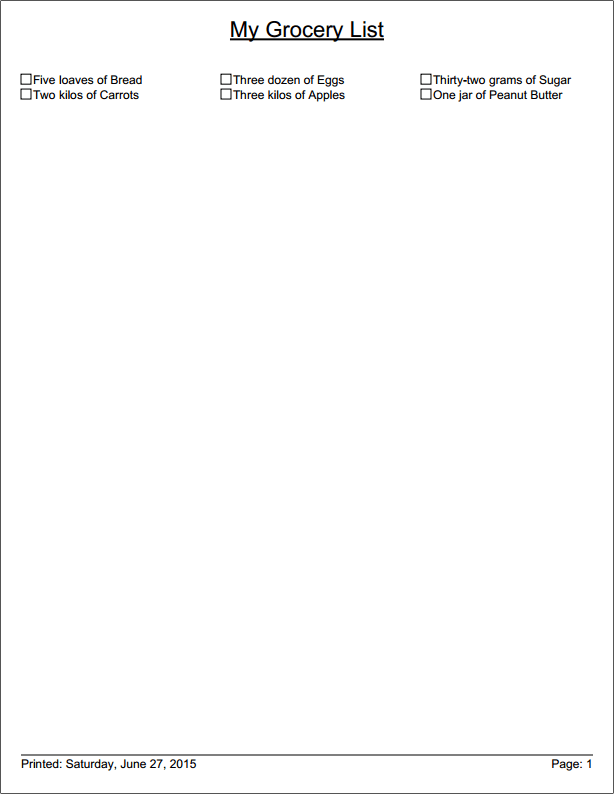 My Grocery List
Five loaves of Bread
Three dozen of Eggs
Thirty-two grams of Sugar
Two kilos of Carrots
Three kilos of Apples
One jar of Peanut Butter
Printed: Saturday, June 27, 2015
Page: 1